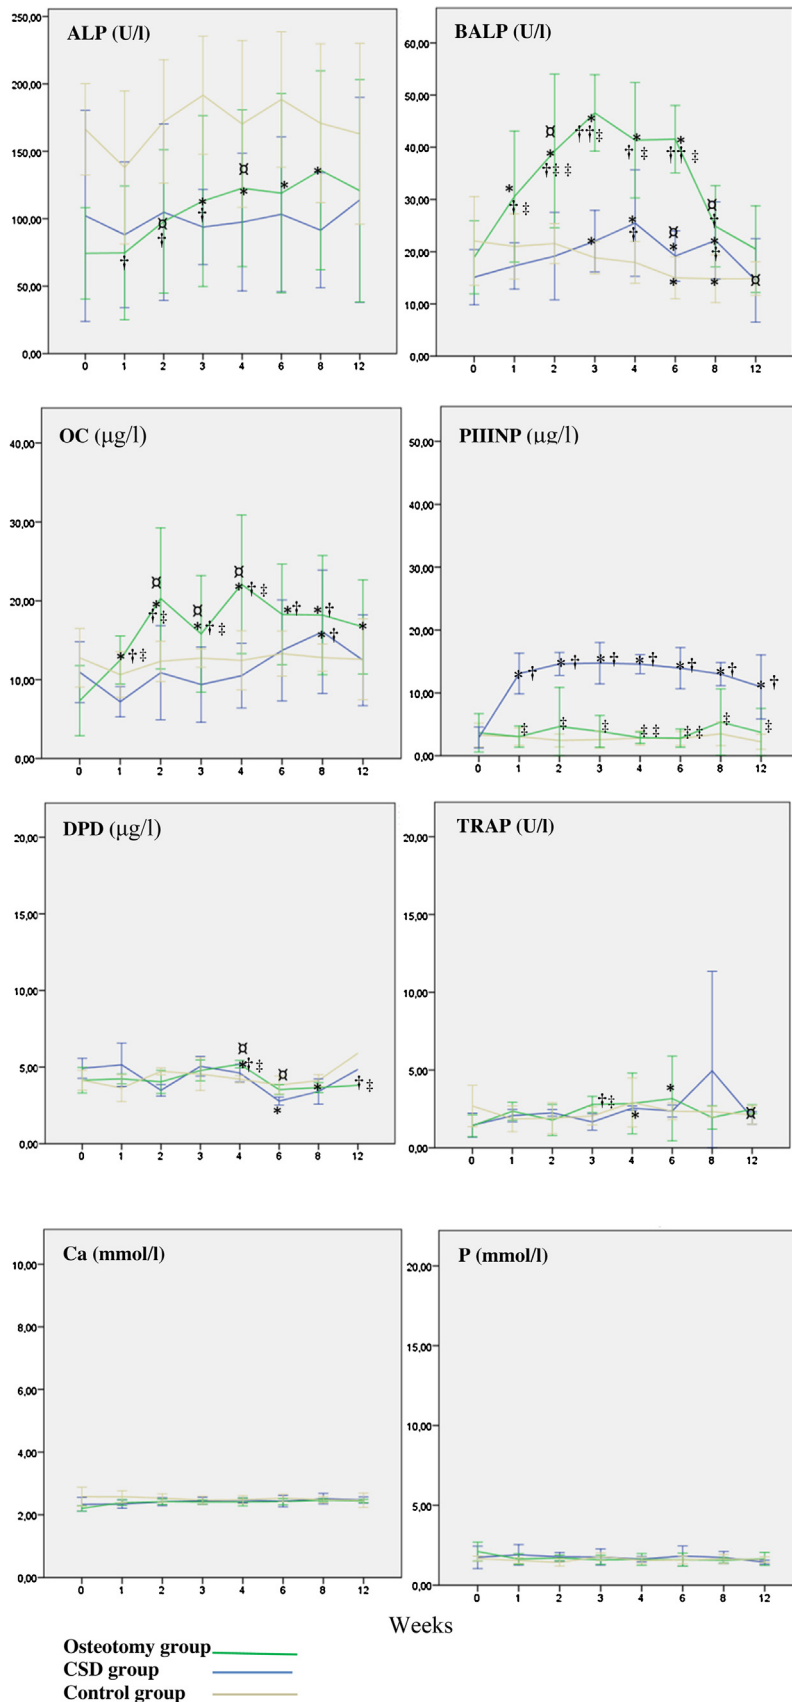 ALP (U/l)
250,00
200,00
150,00
100,00
50,00
0,00
¤
* * *
* †
¤ †
†
0 1 2 3 4 6 8 12
BALP (U/l)
60,00
50,00
40,00
30,00
20,00
10,00
0,00
¤ * ††‡ * *
* * †‡‡ † ‡ †† ‡
† ‡ ¤ †
* * † ¤ * * †
* * ¤
0 1 2 3 4 6 8 12
OC (µg/l)
40,00
30,00
20,00
10,00
0,00
¤ ¤ ¤
* †‡ * †‡ * †‡ *† *† *
*†‡ *†
0 1 2 3 4 6 8 12
PIIINP (µg/l)
50,00
40,00
30,00
20,00
10,00
0,00
*† *† *† *† *† *† *†
‡ ‡ ‡ ‡‡ ‡‡ ‡ ‡
0 1 2 3 4 6 8 12
DPD (µg/l)
20,00
15,00
10,00
5,00
0,00
¤
*†‡ ¤ * †‡
*
0 1 2 3 4 6 8 12
TRAP (U/l)
20,00
15,00
10,00
5,00
0,00
†‡ * * ¤
0 1 2 3 4 6 8 12
Ca (mmol/l)
10,00
8,00
6,00
4,00
2,00
0,00
0 1 2 3 4 6 8 12
P (mmol/l)
20,00
15,00
10,00
5,00
0,00
0 1 2 3 4 6 8 12
Weeks
Osteotomy group
CSD group
Control group